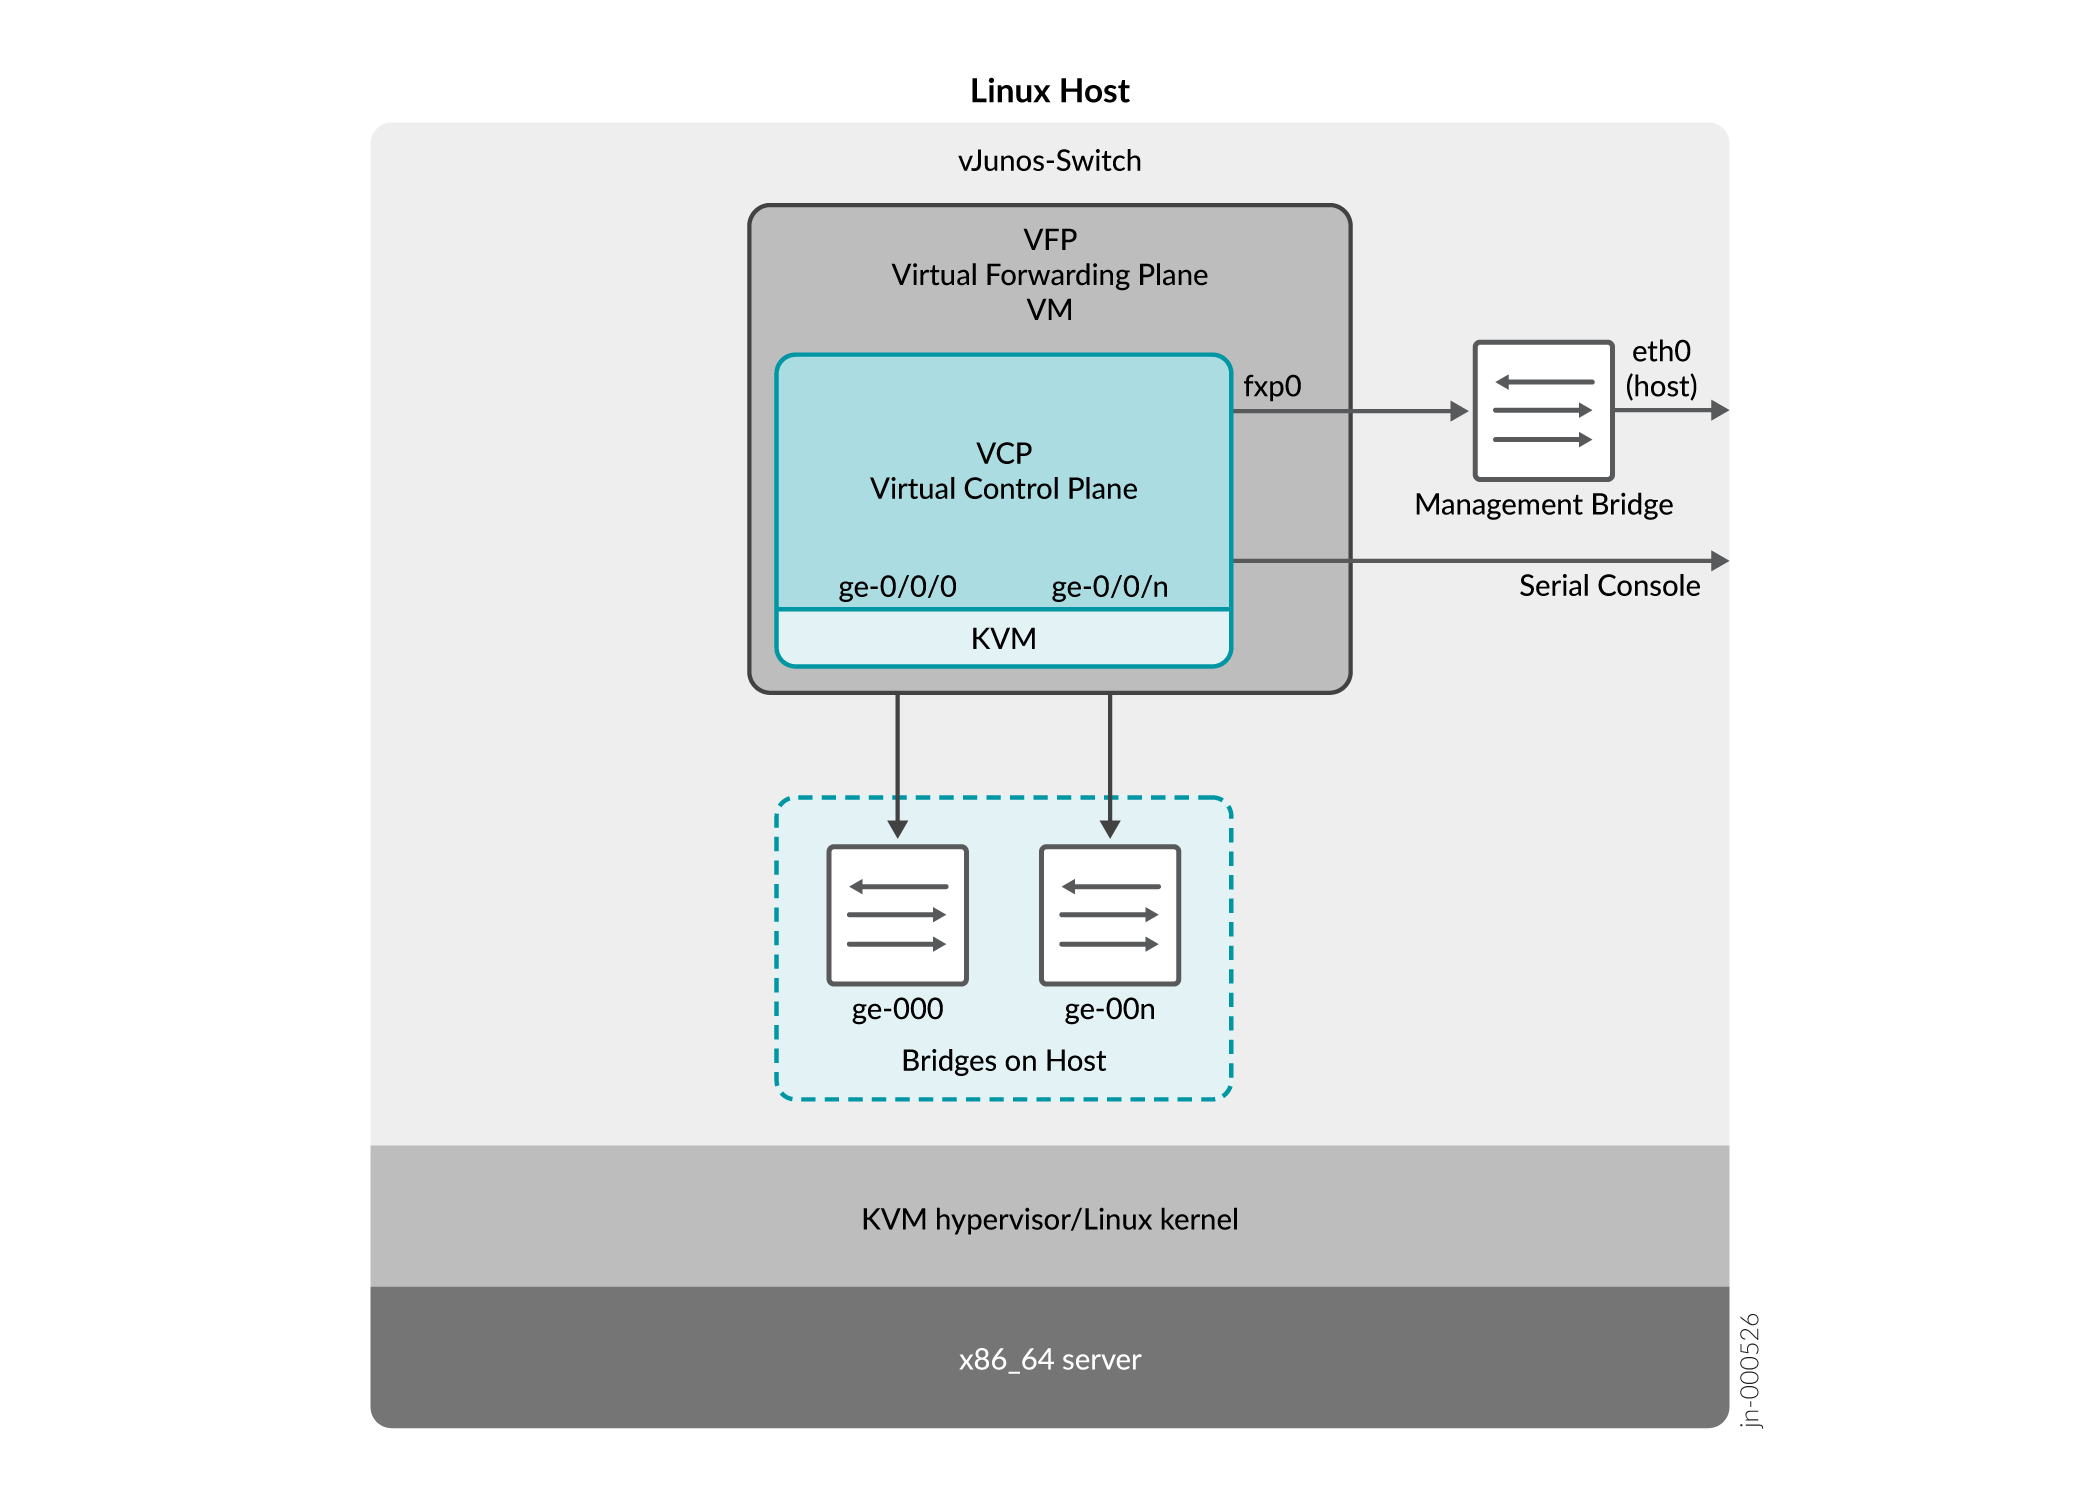 Linux Host
vJunos-Switch
VFP
Virtual Forwarding Plane
VM
fxp0
eth0
(host)
VCP
Virtual Control Plane
Management Bridge
ge-0/0/0
ge-0/0/n
Serial Console
KVM
ge-000
ge-00n
Bridges on Host
KVM hypervisor/Linux kernel
x86_64 server
jn-000526